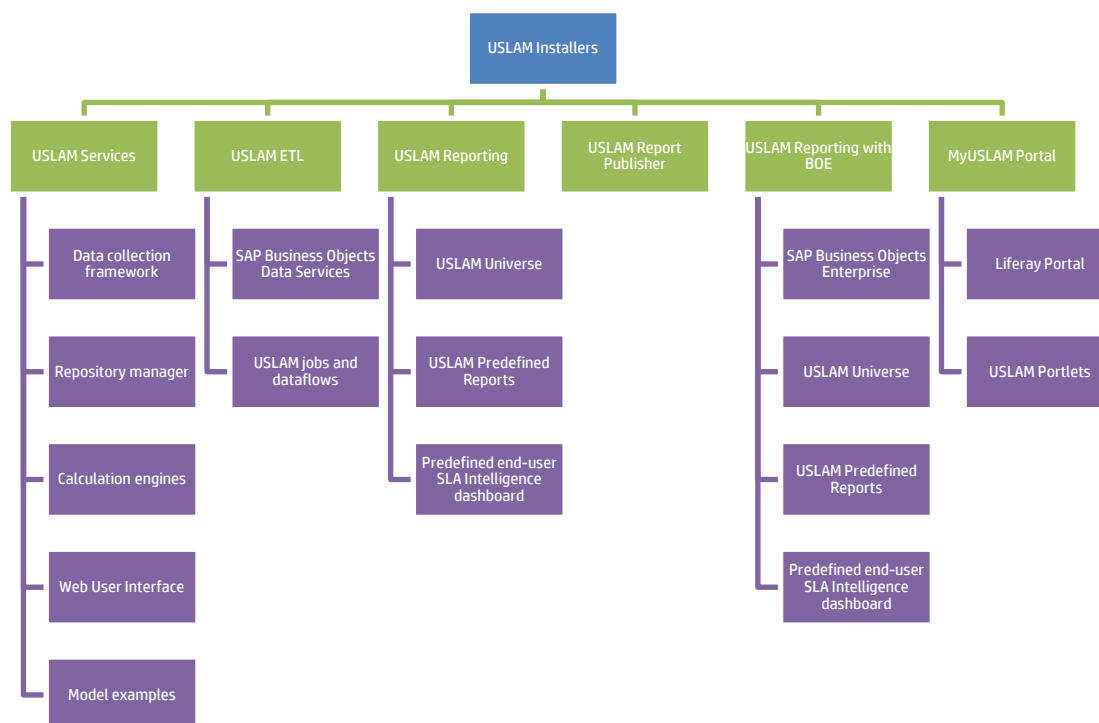 USLAM Installers
USLAM Services
USLAM ETL
USLAM Reporting
USLAM Report
Publisher
USLAM Reporting with
BOE
MyUSLAM Portal
Data collection
framework
SAP Business Objects
Data Services
USLAM Universe
SAP Business Objects
Enterprise
Liferay Portal
Repository manager
USLAM jobs and
dataflows
USLAM Predefined
Reports
USLAM Universe
USLAM Portlets
Calculation engines
Predefined end-user
SLA Intelligence
dashboard
USLAM Predefined
Reports
Web User Interface
Predefined end-user
SLA Intelligence
dashboard
Model examples